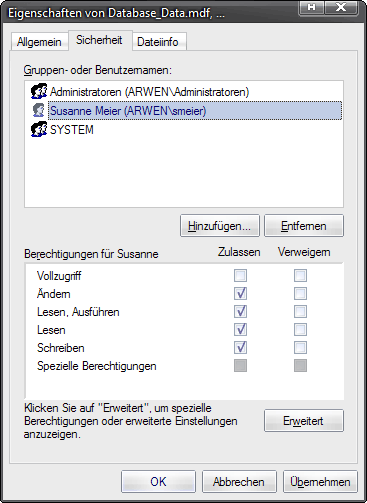 Eigenschaften von Database_Data.mdf, ...
Allgemein Sicherheit Dateiinfo
Gruppen- oder Benutzernamen:
Administratoren (ARWEN\Administratoren)
Susanne Meier (ARWEN\smeier)
SYSTEM
Hinzufügen... Entfernen
Berechtigungen für Susanne Zulassen Verweigern
Vollzugriff
Ändern
Lesen, Ausführen
Lesen
Schreiben
Spezielle Berechtigungen
Klicken Sie auf "Erweitert", um spezielle
Berechtigungen oder erweiterte Einstellungen
anzuzeigen.
Erweitert
OK Abbrechen Übernehmen